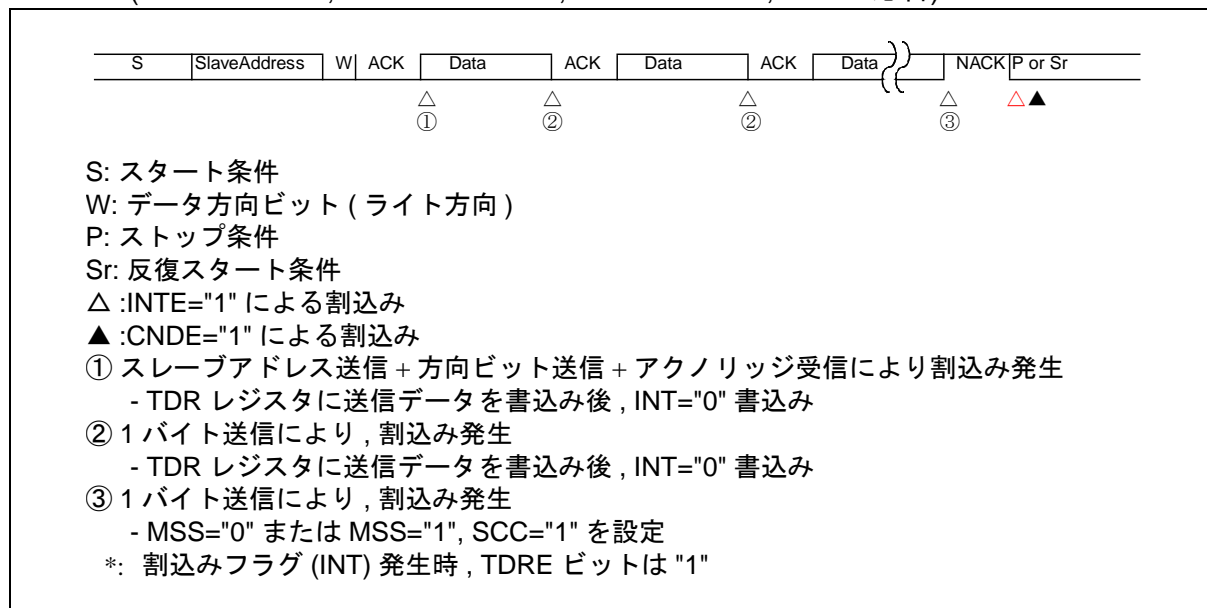 S SlaveAddress W ACK Data ACK Data ACK Data NACK P or Sr
△ △ △ △ △▲
① ② ② ③
S: スタート条件
W: データ方向ビット ( ライト方向 )
P: ストップ条件
Sr: 反復スタート条件
△ :INTE="1" による割込み
▲ :CNDE="1" による割込み
① スレーブアドレス送信 + 方向ビット送信 + アクノリッジ受信により割込み発生
- TDR レジスタに送信データを書込み後 , INT="0" 書込み
② 1 バイト送信により , 割込み発生
- TDR レジスタに送信データを書込み後 , INT="0" 書込み
③ 1 バイト送信により , 割込み発生
- MSS="0" または MSS="1", SCC="1" を設定
*: 割込みフラグ (INT) 発生時 , TDRE ビットは "1"